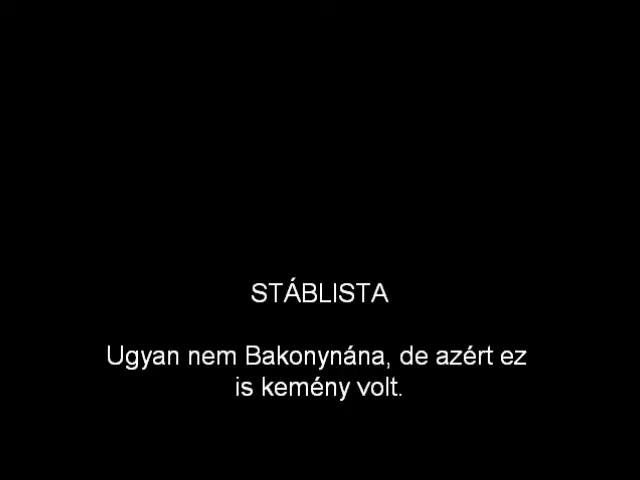 STÁBLISTA
Ugyan nem Bakonynána, de azért ez
is kemény volt.